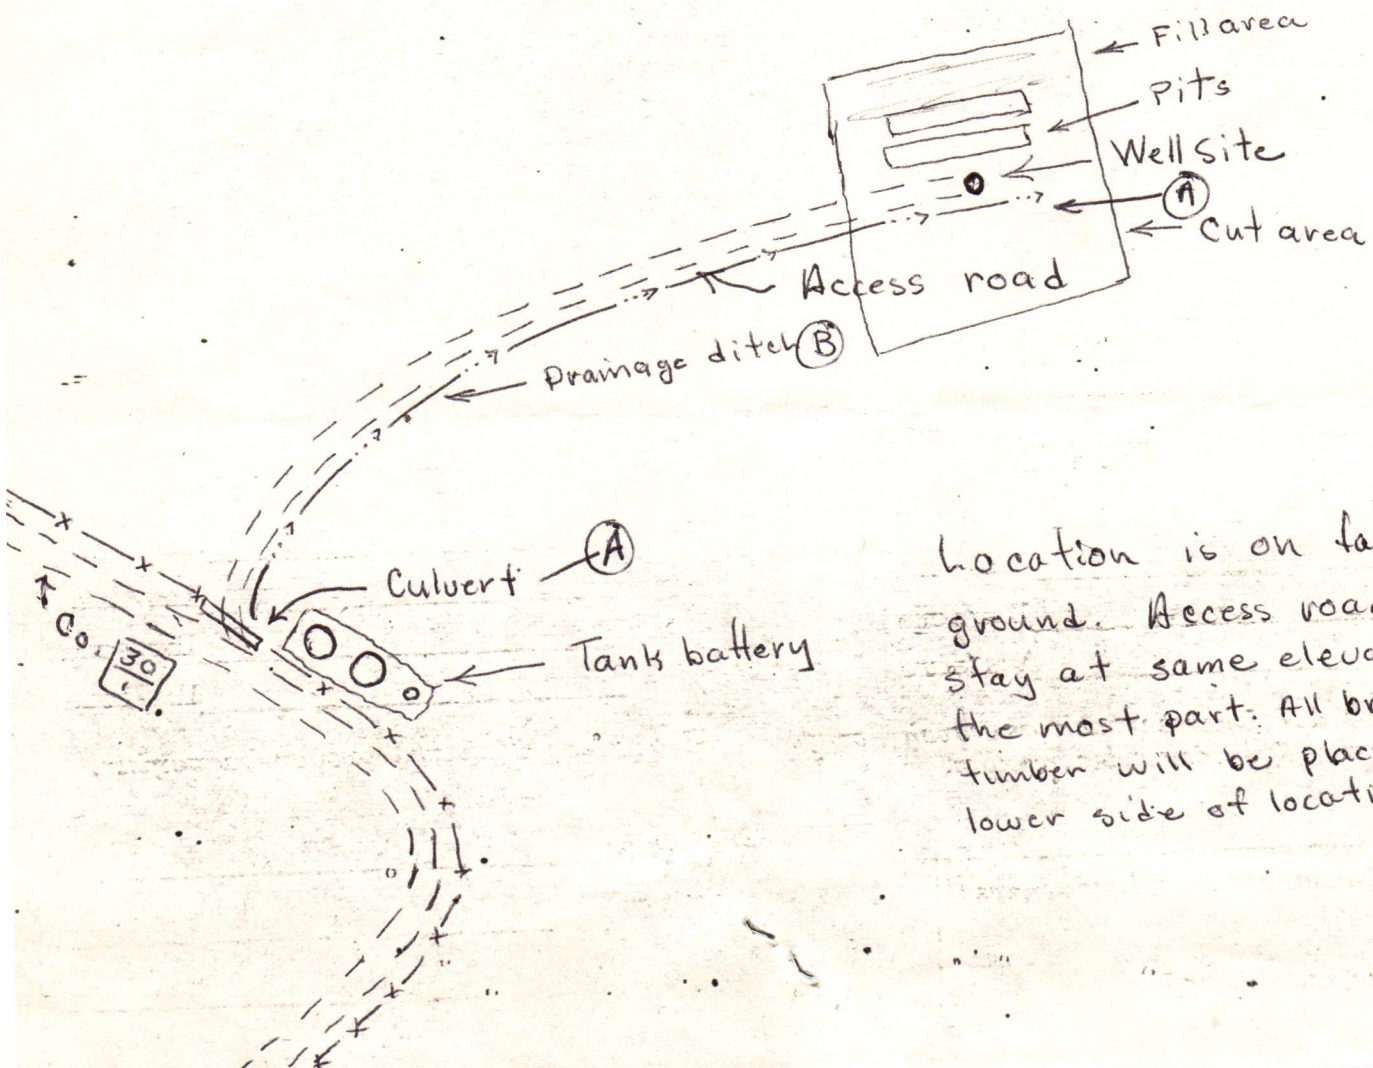 Fill area
Pits
Well site
A
Cut area
Access road
Drainage ditch B
Culvert A
Tank battery
Co. 30
Location is on
ground. Access
stay at same
the most part. All
timber will be
lower side of